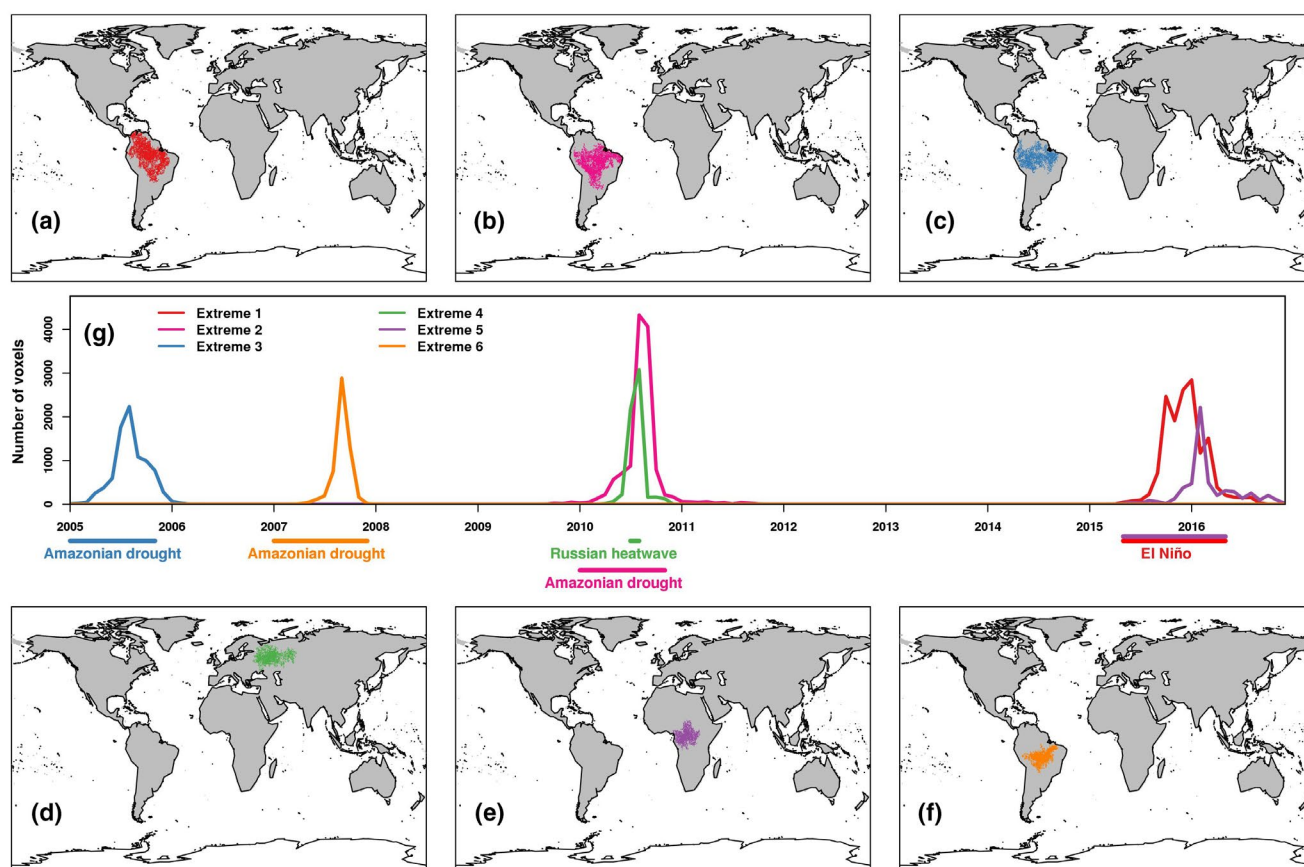 (a)
(b)
(c)
(g)
Extreme 1
Extreme 2
Extreme 3
Extreme 4
Extreme 5
Extreme 6
Number of voxels
4000
3000
2000
1000
0
2005 2006 2007 2008 2009 2010 2011 2012 2013 2014 2015 2016
Amazonian drought
Amazonian drought
Russian heatwave
El Niño
Amazonian drought
(d)
(e)
(f)